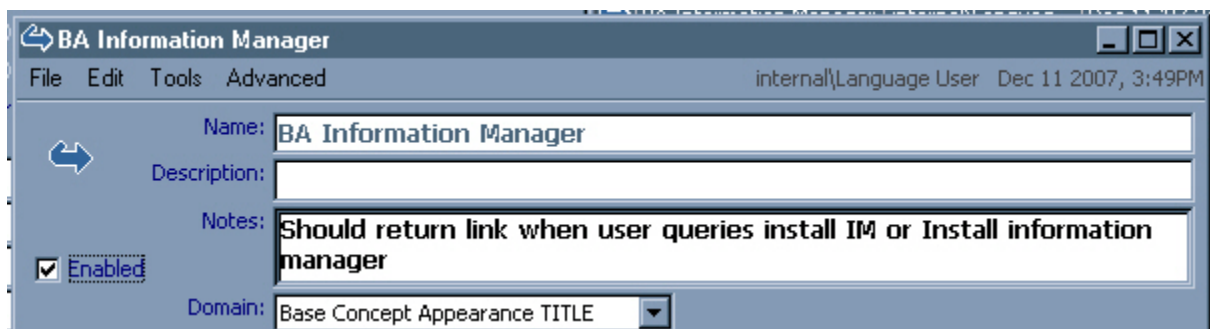 BA Information Manager
File Edit Tools Advanced internal\Language User Dec 11 2007, 3:49PM
Name: BA Information Manager
Description:
Notes: Should return link when user queries install IM or Install information
manager
Enabled
Domain: Base Concept Appearance TITLE